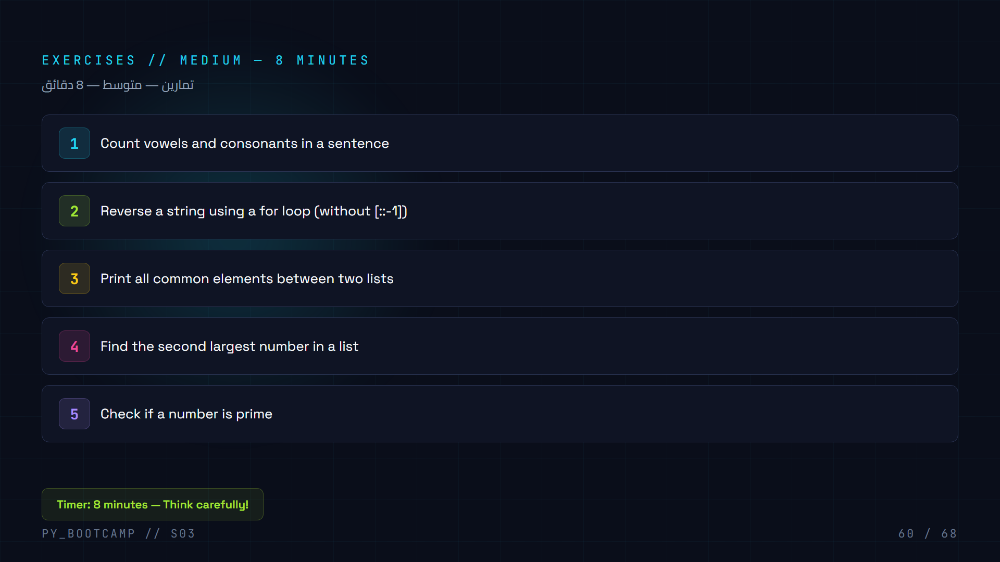 EXERCISES // MEDIUM — 8 MINUTES
تمارين — متوسط — 8 دقائق
1 Count vowels and consonants in a sentence
2 Reverse a string using a for loop (without [::-1])
3 Print all common elements between two lists
4 Find the second largest number in a list
5 Check if a number is prime
Timer: 8 minutes — Think carefully!
PY_BOOTCAMP // S03
60 / 68